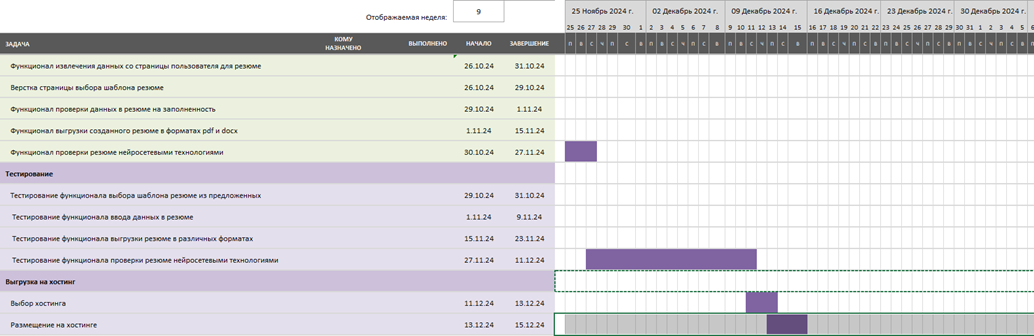 Отображаемая неделя: 9
25 Ноябрь 2024 г. 02 Декабрь 2024 г. 09 Декабрь 2024 г. 16 Декабрь 2024 г. 23 Декабрь 2024 г. 30 Декабрь 2024 г.
25 26 27 28 29 30 1 2 3 4 5 6 7 8 9 10 11 12 13 14 15 16 17 18 19 20 21 22 23 24 25 26 27 28 29 30 31 1 2 3 4 5
ЗАДАЧА КОМУ НАЗНАЧЕНО ВЫПОЛНЕНО НАЧАЛО ЗАВЕРШЕНИЕ п в с ч п с в п в с ч п с в п в с ч п с в п в с ч п с в п в с ч п с в п в с ч п с в
Функционал извлечения данных со страницы пользователя для резюме 26.10.24 31.10.24
Верстка страницы выбора шаблона резюме 26.10.24 29.10.24
Функционал проверки данных в резюме на заполненность 29.10.24 1.11.24
Функционал выгрузки созданного резюме в форматах pdf и docx 1.11.24 15.11.24
Функционал проверки резюме нейросетевыми технологиями 30.10.24 27.11.24
Тестирование
Тестирование функционала выбора шаблона резюме из предложенных 29.10.24 31.10.24
Тестирование функционала ввода данных в резюме 1.11.24 9.11.24
Тестирование функционала выгрузки резюме в различных форматах 15.11.24 23.11.24
Тестирование функционала проверки резюме нейросетевыми технологиями 27.11.24 11.12.24
Выгрузка на хостинг
Выбор хостинга 11.12.24 13.12.24
Размещение на хостинге 13.12.24 15.12.24